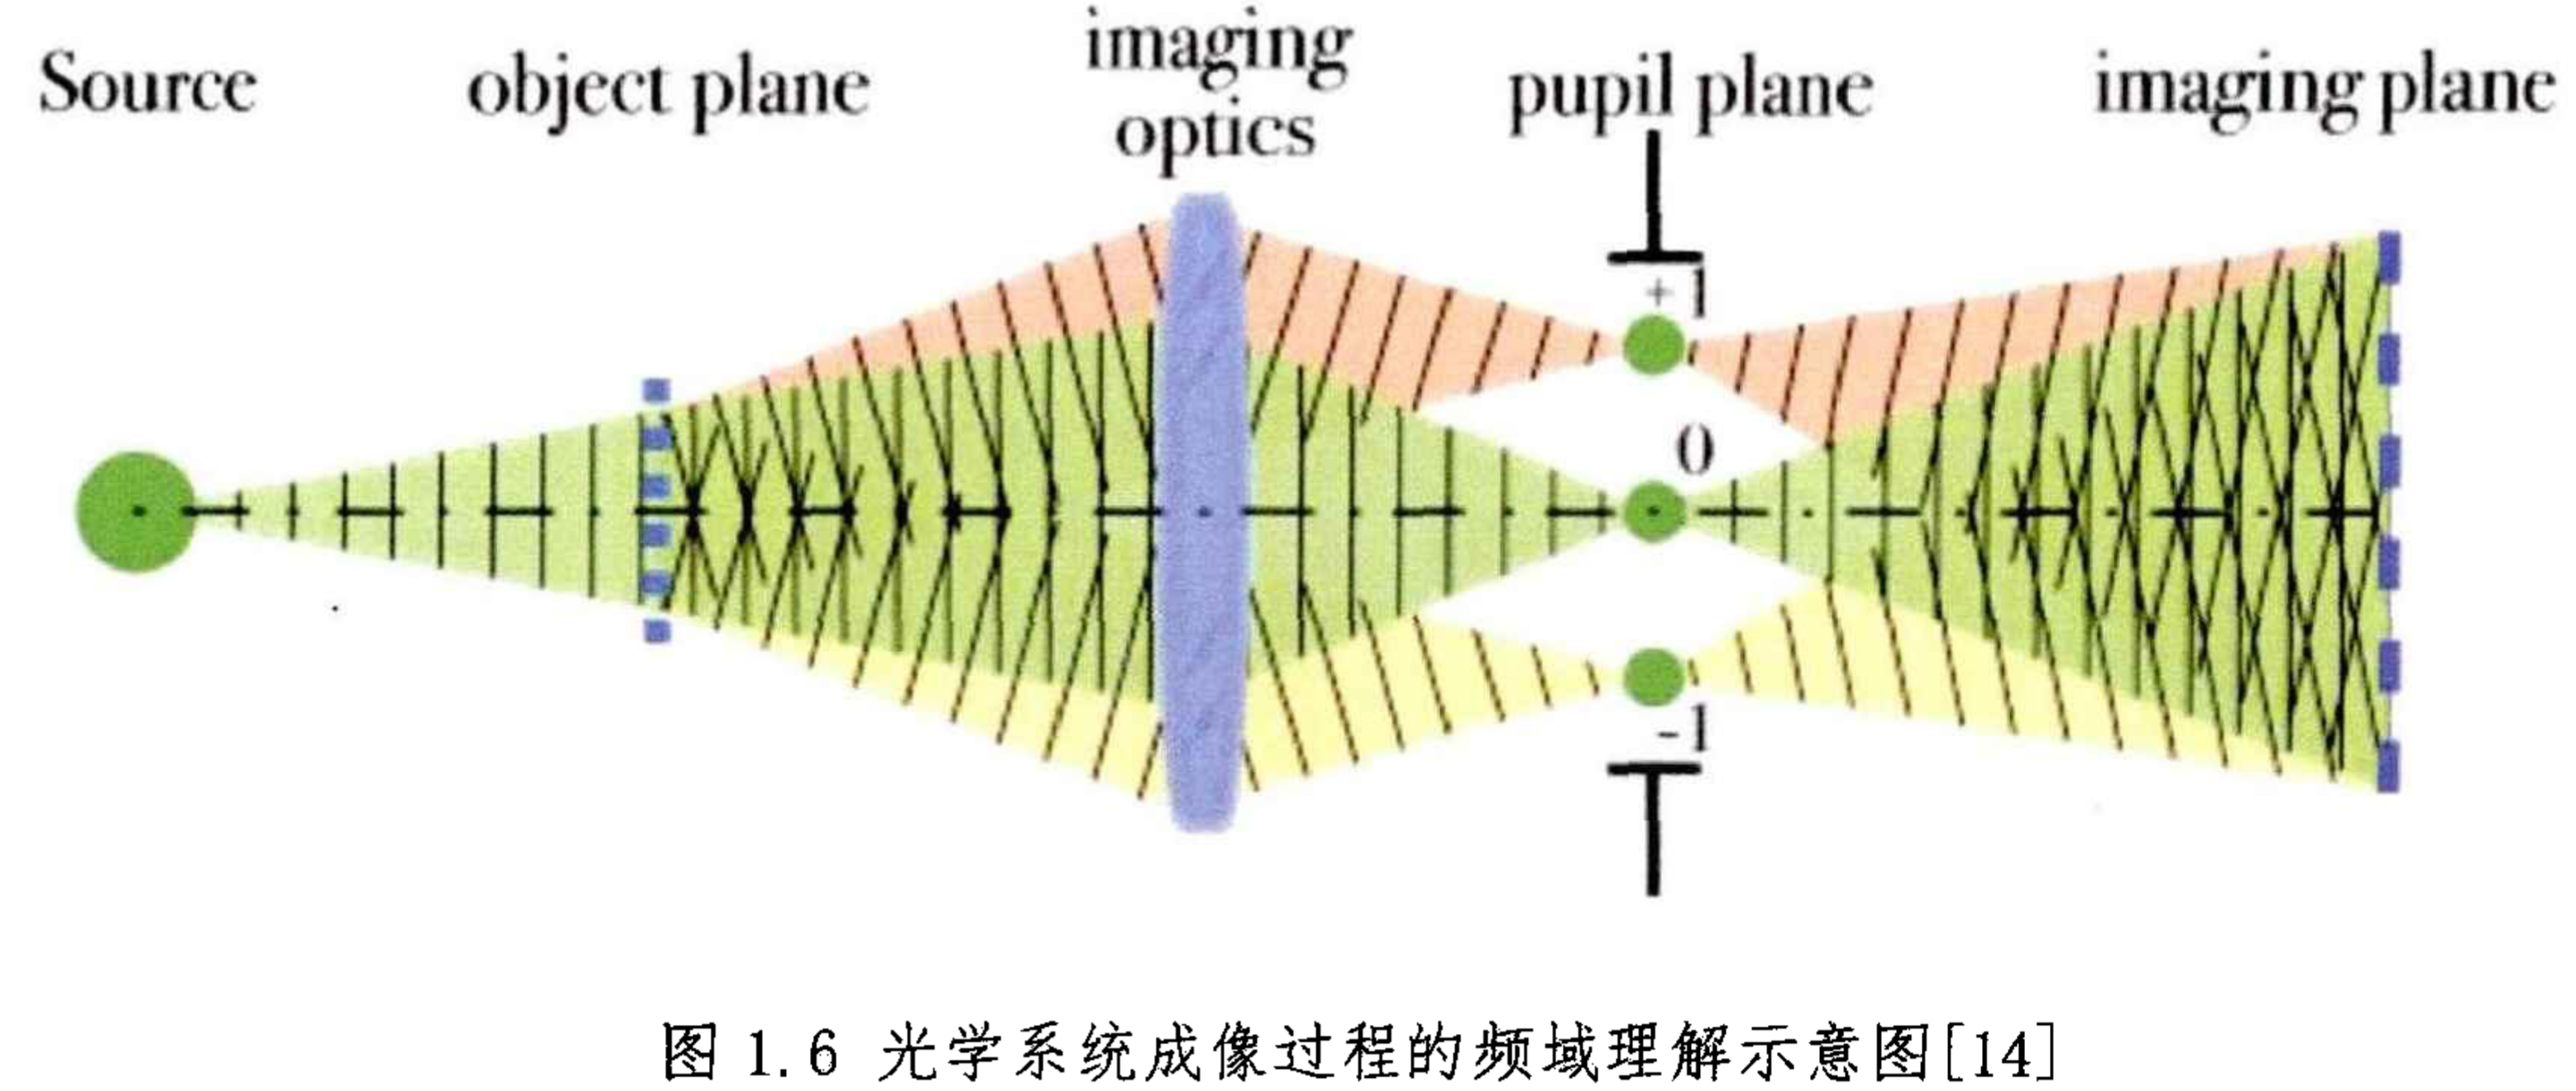 Source
object plane
imaging
optics
pupil plane
imaging plane
+1
0
-1
图 1.6 光学系统成像过程的频域理解示意图[14]